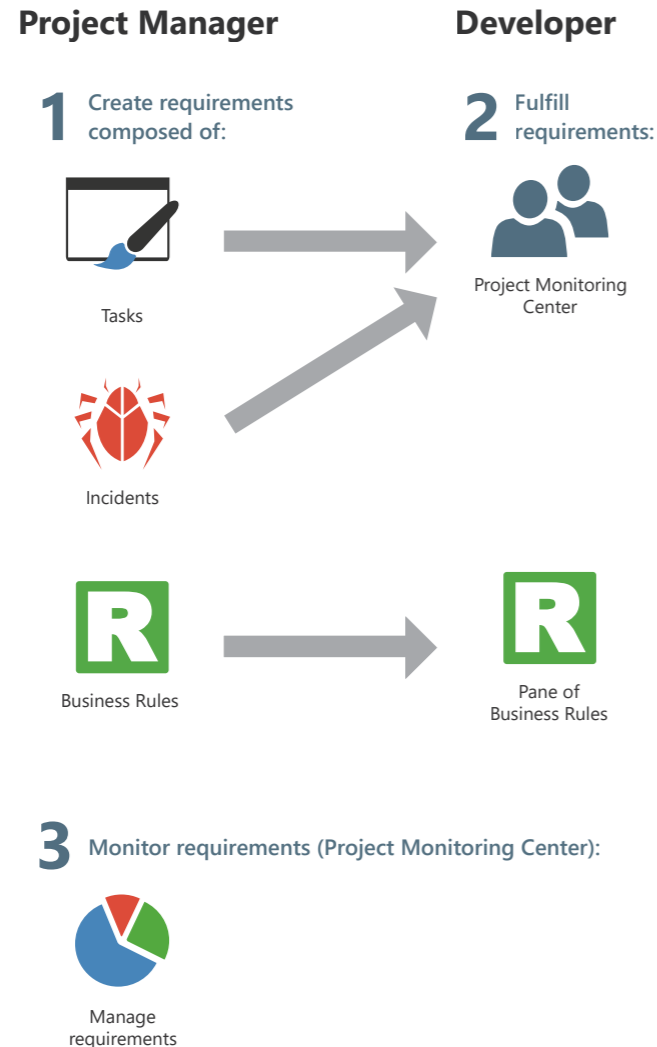 Project Manager
Developer
1
Create requirements
composed of:
2
Fulfill
requirements:
Tasks
Project Monitoring
Center
Incidents
R
Business Rules
R
Pane of
Business Rules
3
Monitor requirements (Project Monitoring Center):
Manage
requirements